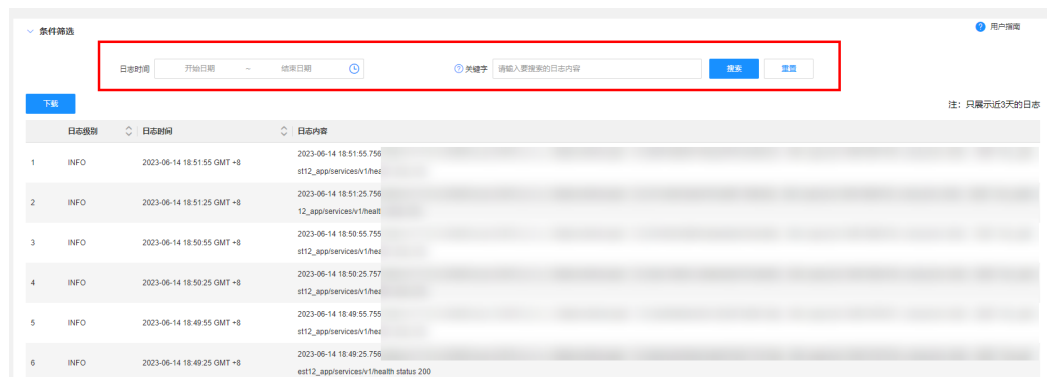 条件筛选
用户指南
日志时间 开始日期 ~ 结束日期 关键字 请输入要搜索的日志内容 搜索 重置
下载
注：只展示近3天的日志
日志级别 日志时间 日志内容
1 INFO 2023-06-14 18:51:55 GMT +8 2023-06-14 18:51:55.756
st12_app/services/v1/hea
2 INFO 2023-06-14 18:51:25 GMT +8 2023-06-14 18:51:25.756
12_app/services/v1/healt
3 INFO 2023-06-14 18:50:55 GMT +8 2023-06-14 18:50:55.755
st12_app/services/v1/hea
4 INFO 2023-06-14 18:50:25 GMT +8 2023-06-14 18:50:25.757
st12_app/services/v1/hea
5 INFO 2023-06-14 18:49:55 GMT +8 2023-06-14 18:49:55.755
st12_app/services/v1/hea
6 INFO 2023-06-14 18:49:25 GMT +8 2023-06-14 18:49:25.756
est12_app/services/v1/health status 200